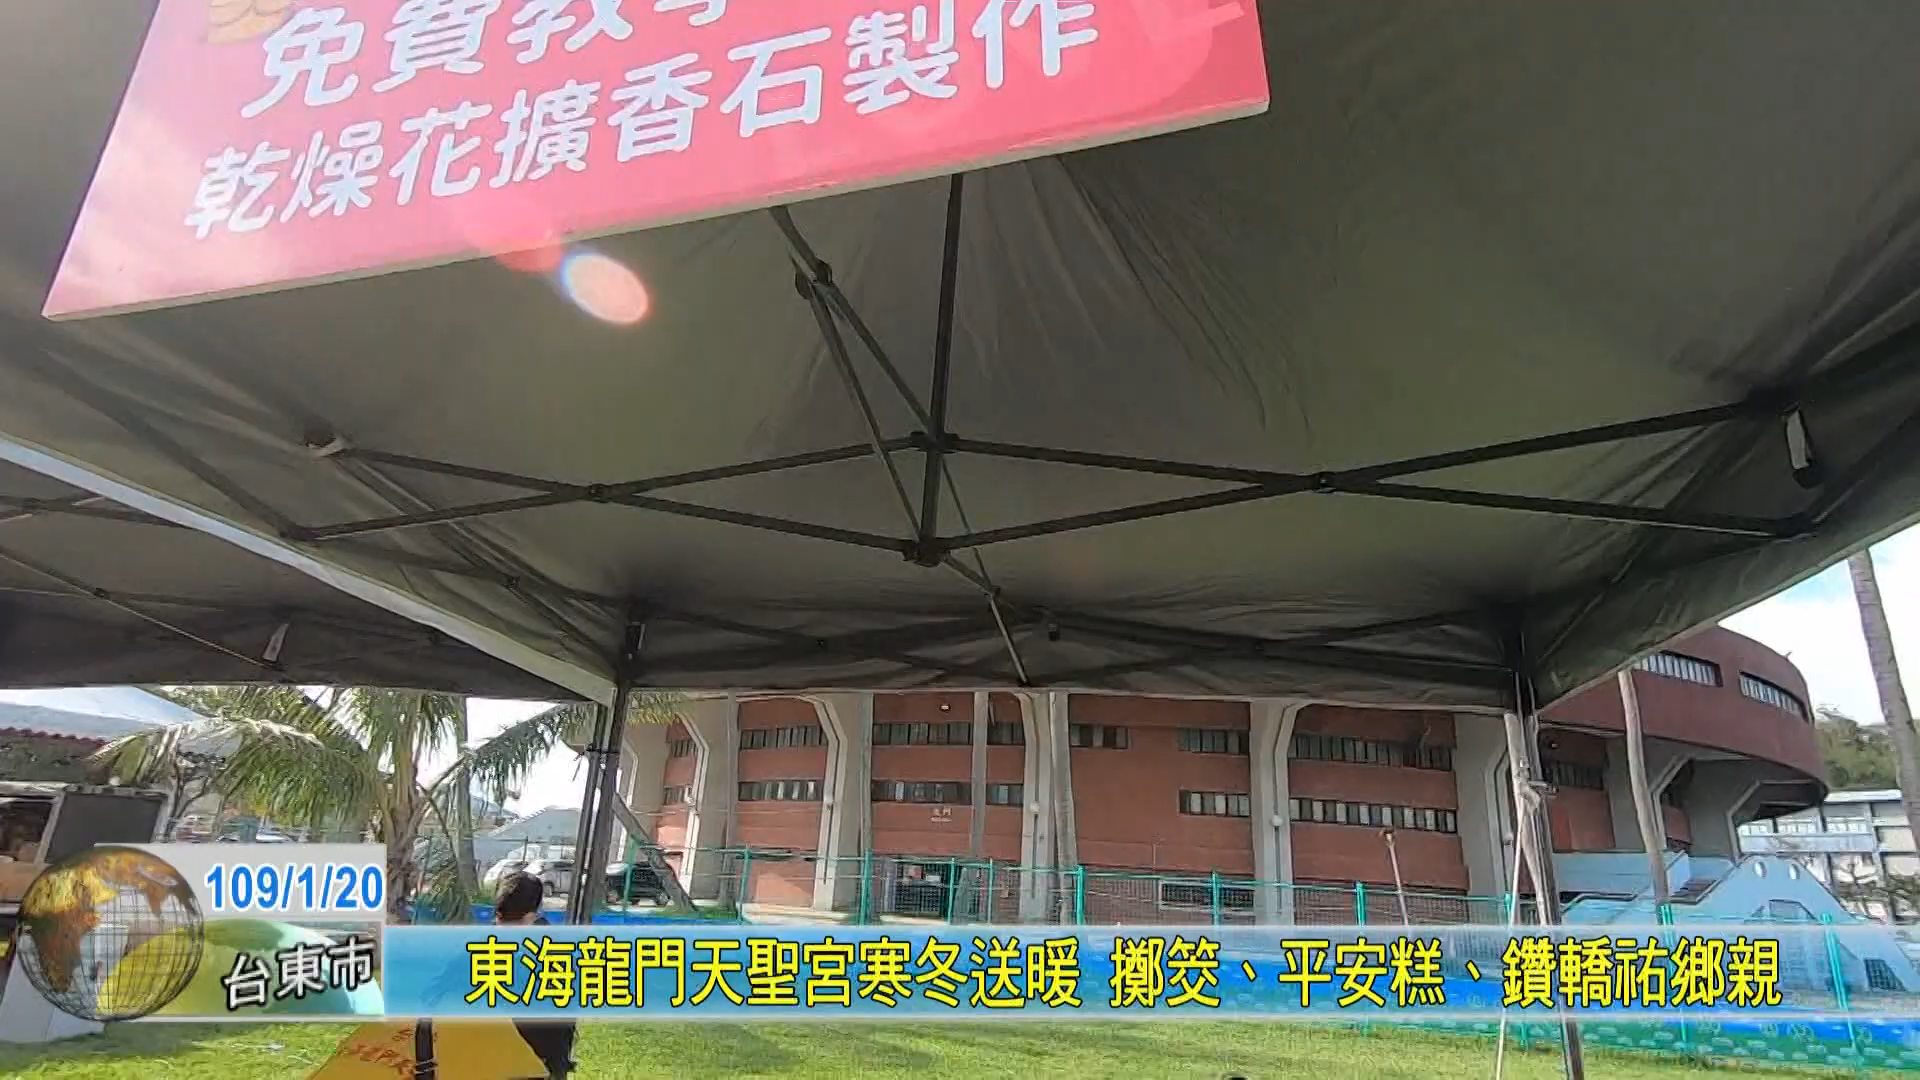 免費教學
乾燥花擴香石製作
109/1/20
台東市
東海龍門天聖宮寒冬送暖 擲筊、平安糕、鑽轎祐鄉親